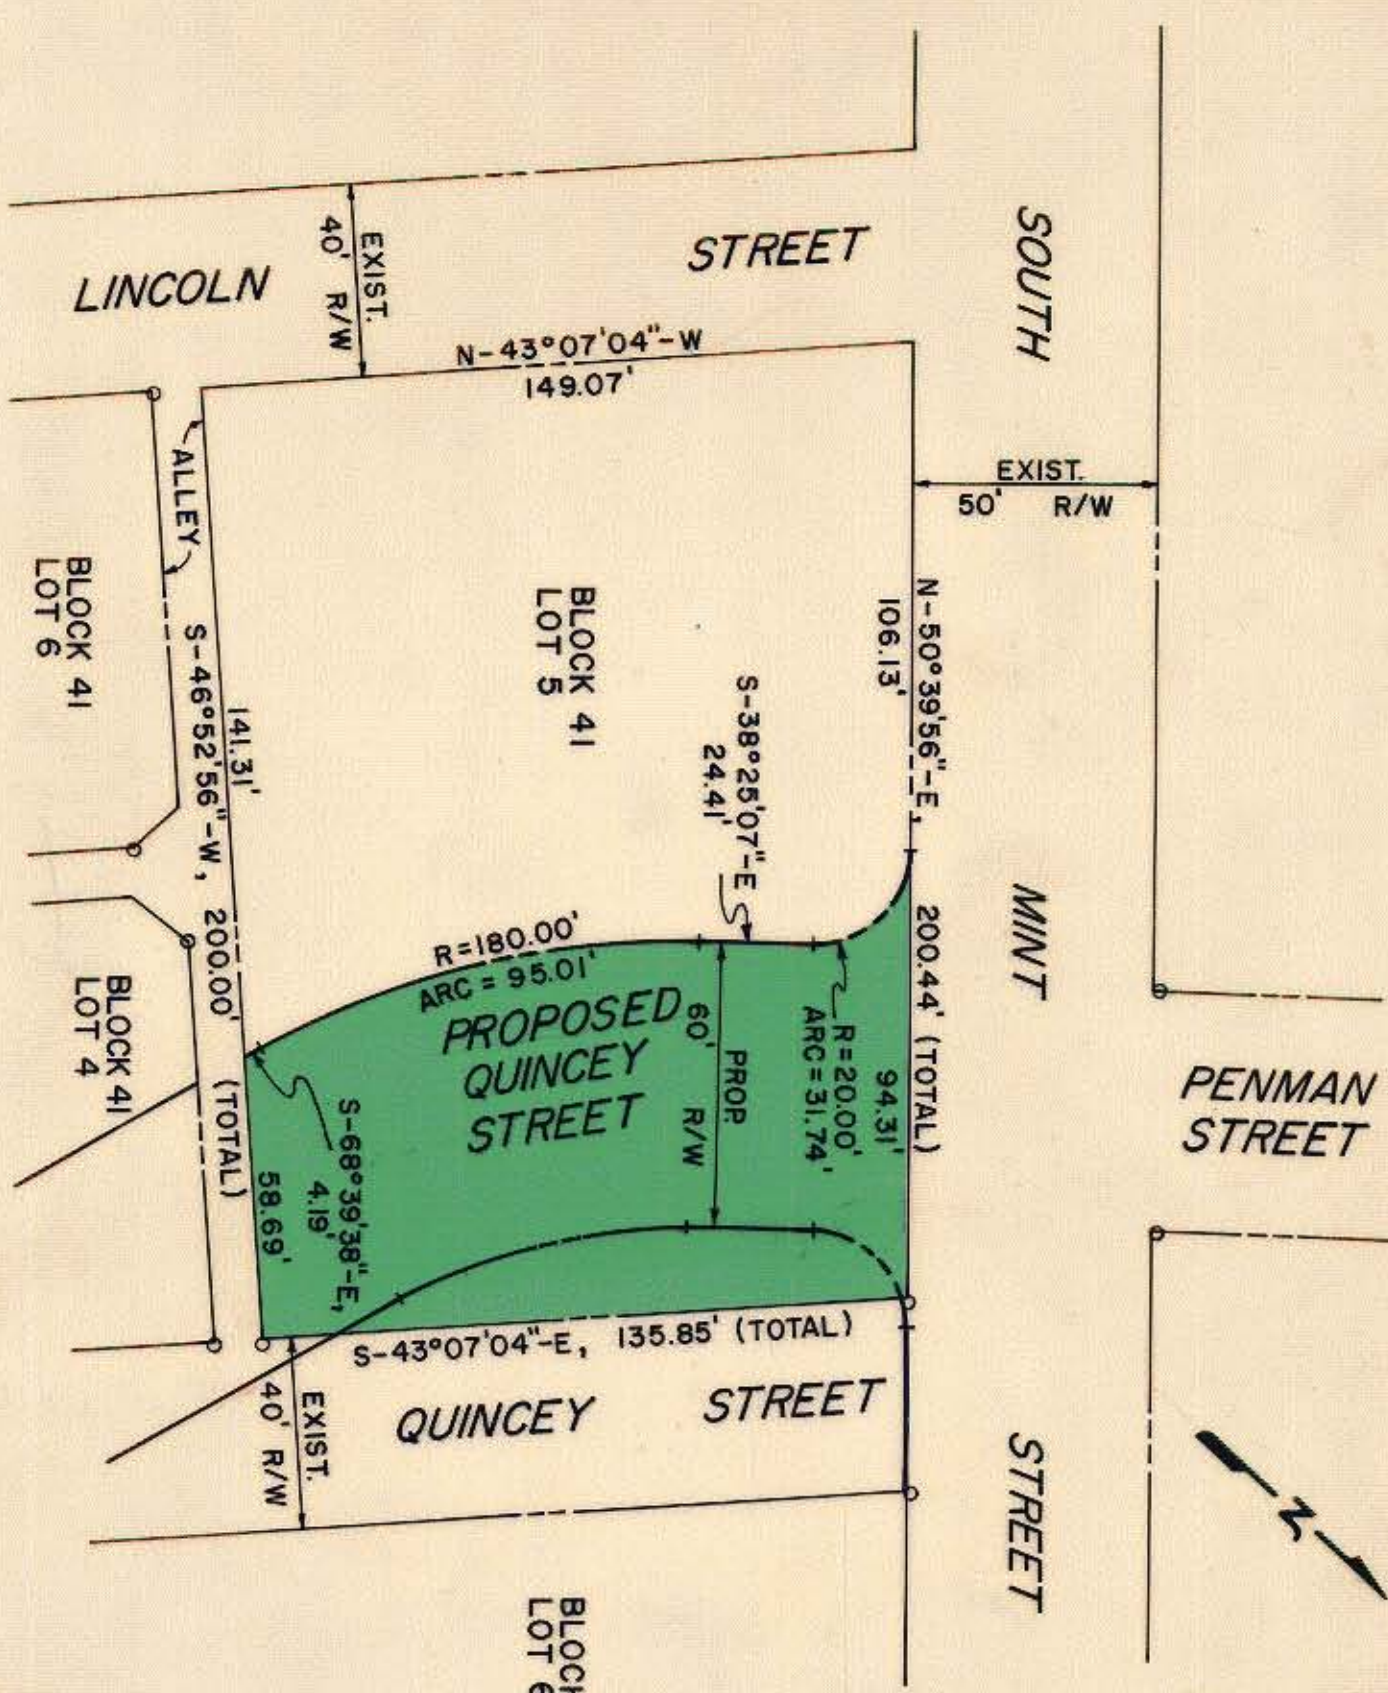 SOUTH
MINT
STREET
PENMAN
STREET
LINCOLN
STREET
EXIST.
40' R/W
N-43°07'04"-W
149.07'
EXIST.
50' R/W
N-50°39'56"-E, 200.44' (TOTAL)
106.13'
94.31'
ALLEY
BLOCK 41
LOT 6
BLOCK 41
LOT 5
S-38°25'07"-E
24.41'
141.31'
S-46°52'56"-W, 200.00' (TOTAL)
58.69'
R=180.00'
ARC = 95.01'
R=20.00'
ARC=31.74'
PROPOSED
QUINCEY
STREET
PROP.
60' R/W
BLOCK 41
LOT 4
S-68°39'38"-E,
4.19'
S-43°07'04"-E, 135.85' (TOTAL)
QUINCEY STREET
EXIST.
40' R/W
N
BLOCK
LOT 6